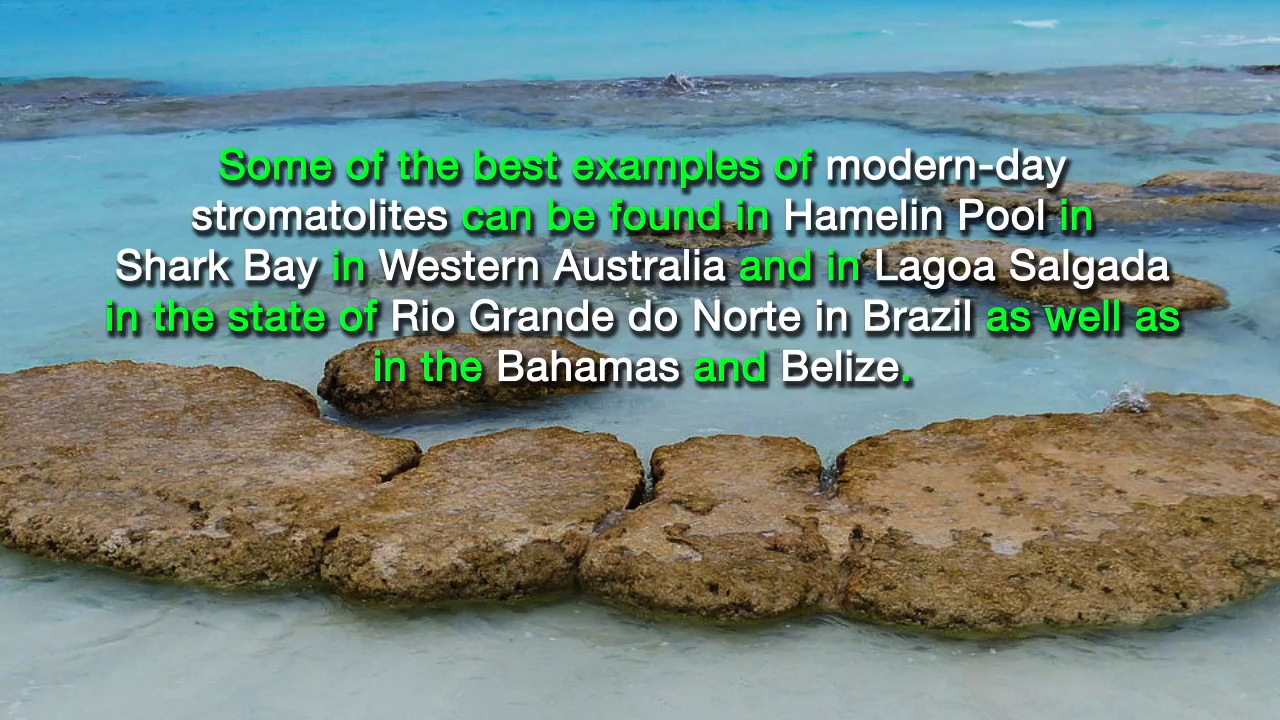 Some of the best examples of modern-day
stromatolites can be found in Hamelin Pool in
Shark Bay in Western Australia and in Lagoa Salgada
in the state of Rio Grande do Norte in Brazil as well as
in the Bahamas and Belize.